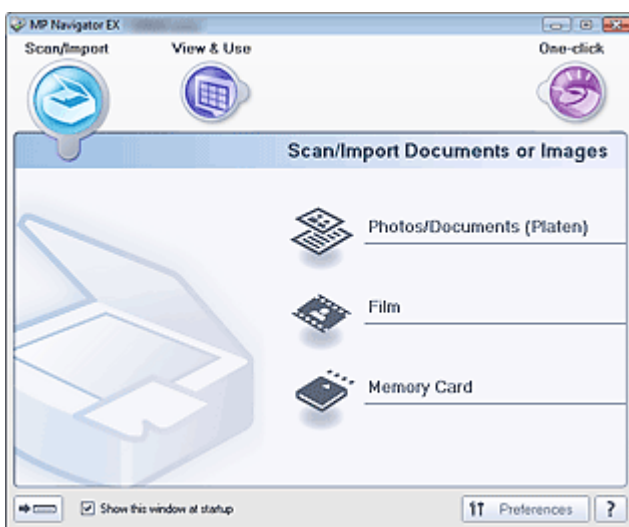 MP Navigator EX
Scan/Import
View & Use
One-click
Scan/Import Documents or Images
Photos/Documents (Platen)
Film
Memory Card
Show this window at startup
Preferences
?